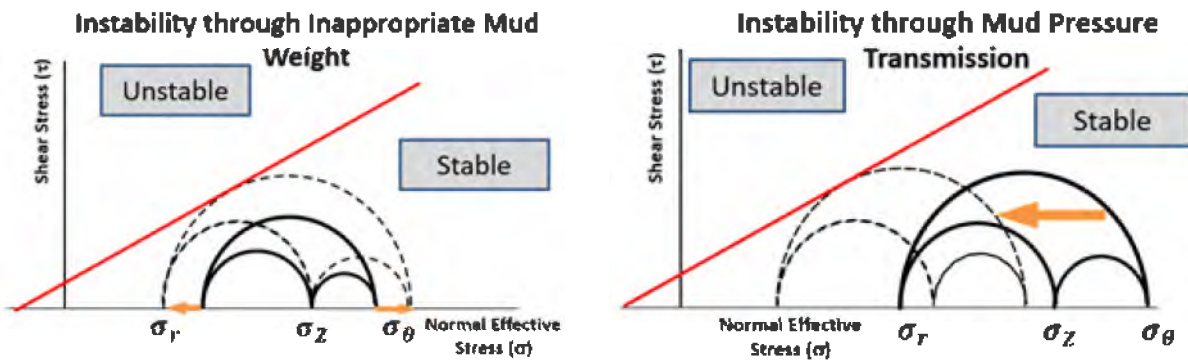 Instability through Inappropriate Mud
Weight
Unstable
Stable
Shear Stress (τ)
σr
σz
σθ
Normal Effective
Stress (σ)
Instability through Mud Pressure
Transmission
Unstable
Stable
Shear Stress (τ)
Normal Effective
Stress (σ)
σr
σz
σθ